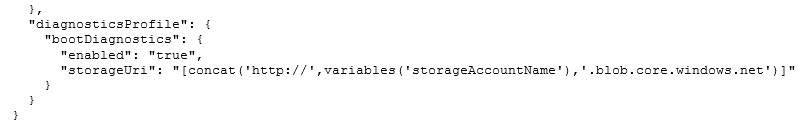 },
"diagnosticsProfile": {
"bootDiagnostics": {
"enabled": "true",
"storageUri": "[concat('http://',variables('storageAccountName'),'.blob.core.windows.net')]"
}
}
}